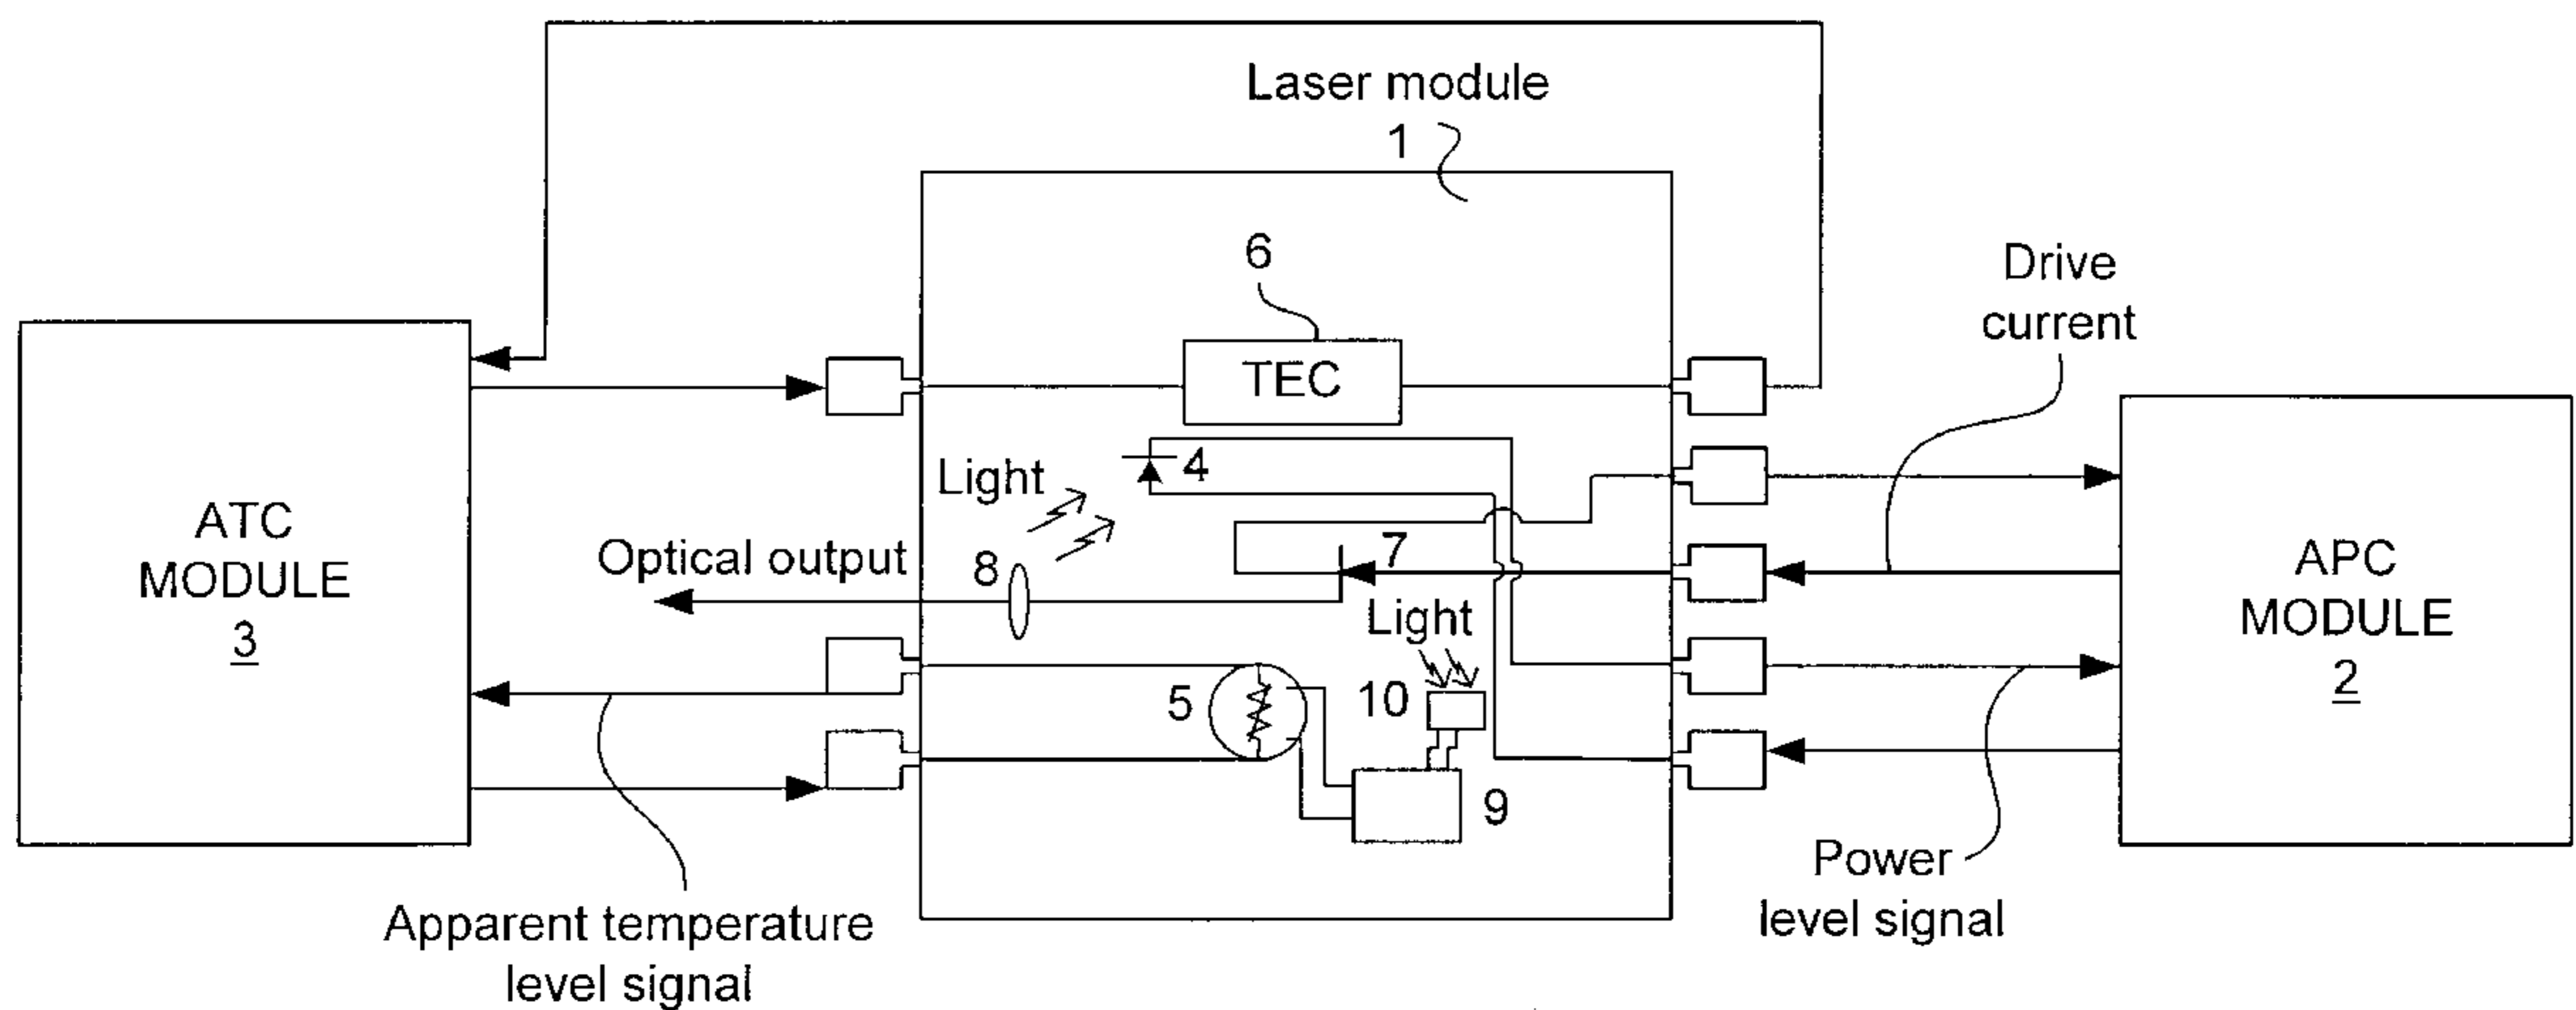 Laser module
1
6
TEC
Drive
current
4
Light
ATC
MODULE
3
Optical output
8
7
APC
MODULE
2
Light
5
10
9
Power
level signal
Apparent temperature
level signal